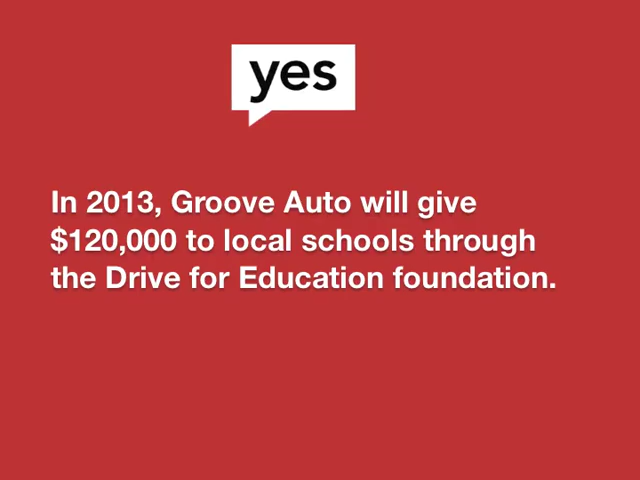 yes
In 2013, Groove Auto will give
$120,000 to local schools through
the Drive for Education foundation.